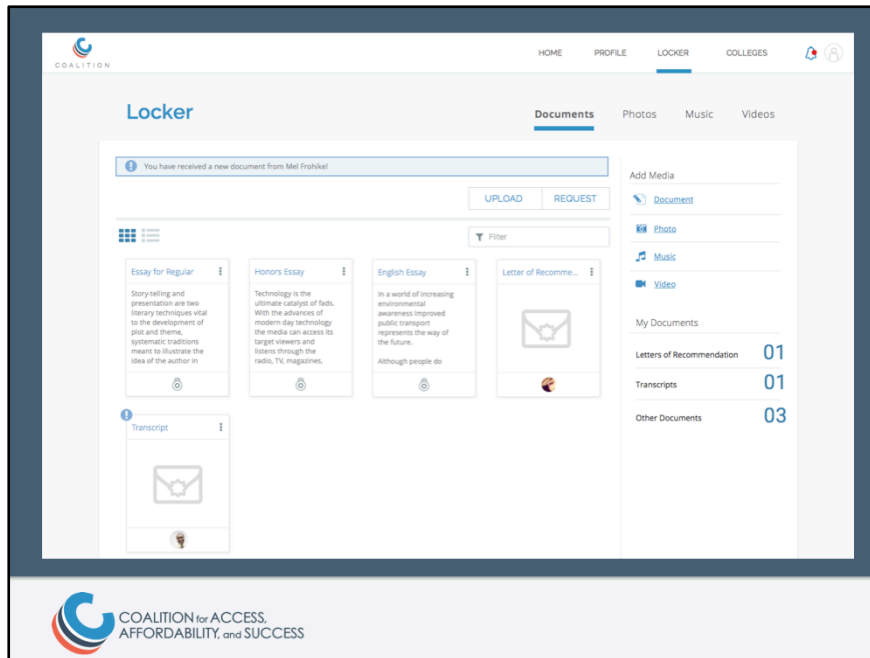 COALITION
HOME PROFILE LOCKER COLLEGES
Locker
Documents Photos Music Videos
You have received a new document from Mel Frohike!
UPLOAD REQUEST
Filter
Essay for Regular
Story-telling and
presentation are two
literary techniques vital
to the development of
plot and theme,
systematic traditions
meant to illustrate the
idea of the author in
Honors Essay
Technology is the
ultimate catalyst of fads.
With the advances of
modern day technology
the media can access its
target viewers and
listens through the
radio, TV, magazines,
English Essay
In a world of increasing
environmental
awareness improved
public transport
represents the way of
the future.
Although people do
Letter of Recomme...
Transcript
Add Media
Document
Photo
Music
Video
My Documents
Letters of Recommendation 01
Transcripts 01
Other Documents 03
COALITION for ACCESS,
AFFORDABILITY, and SUCCESS